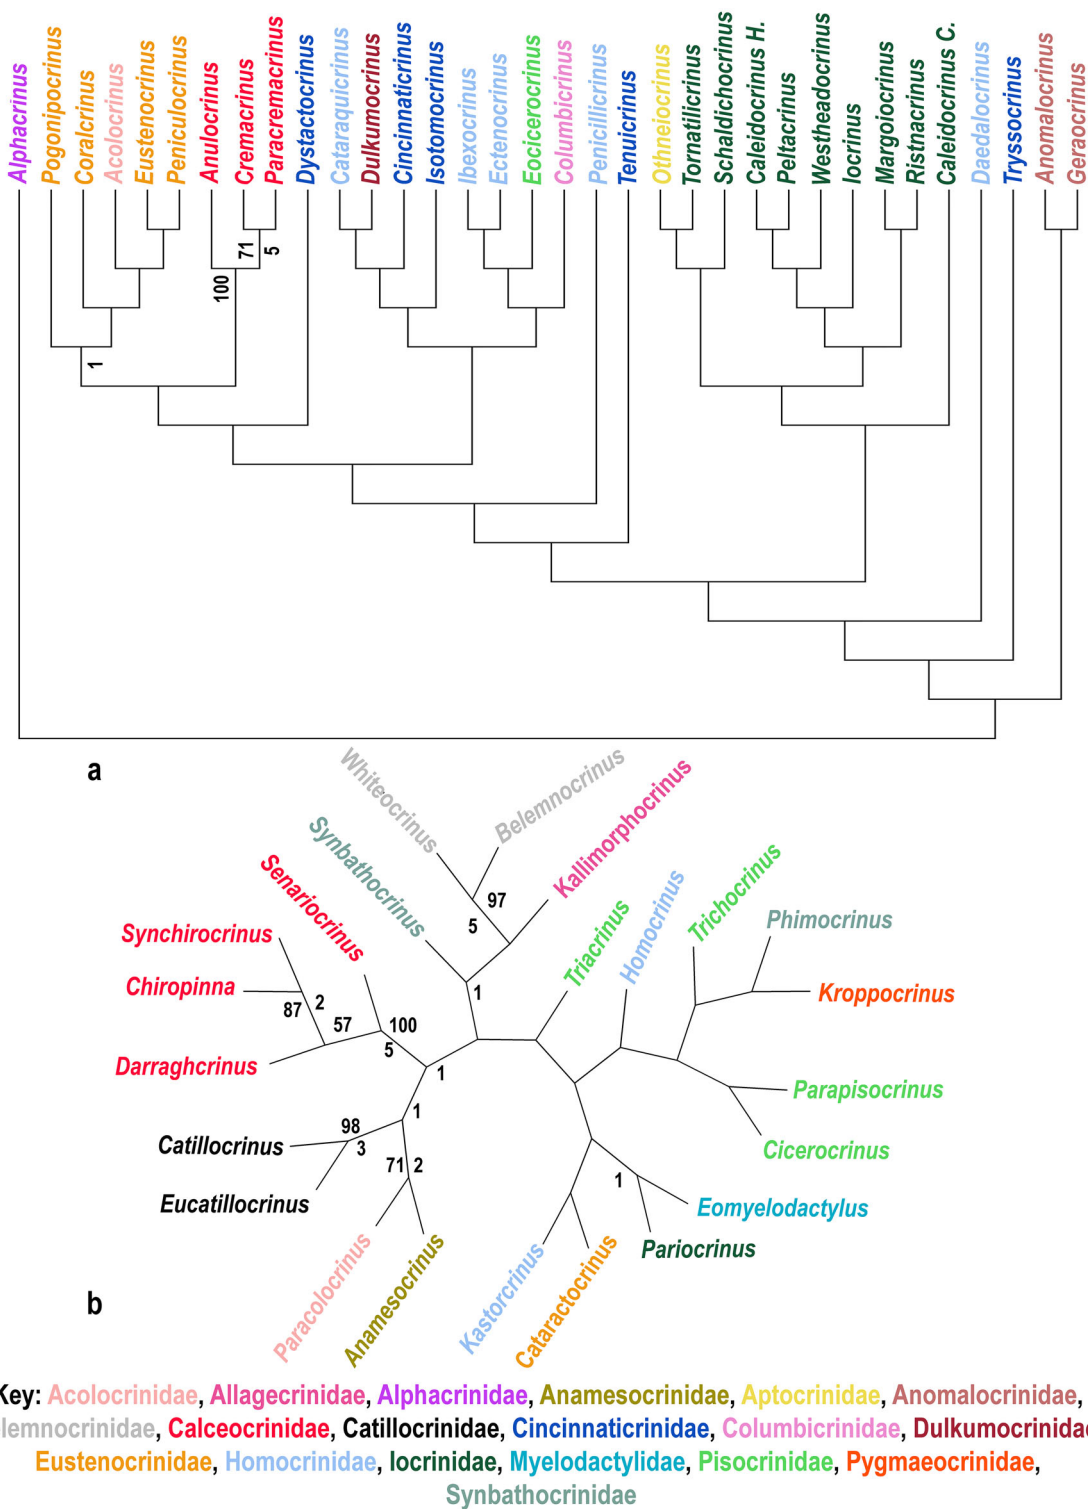 Alphacrinus
Pogonipocrinus
Coralcrinus
Acolocrinus
Eustenocrinus
Peniculocrinus
Anulocrinus
Cremacrinus
Paracremacrinus
Dystactocrinus
Cataraquicrinus
Dulkumocrinus
Cincinnaticrinus
Isotomocrinus
Ibexocrinus
Ectenocrinus
Eocicerocrinus
Columbicrinus
Penicillicrinus
Tenuicrinus
Othneiocrinus
Tornatilicrinus
Schaldichocrinus
Caleidocrinus H.
Peltacrinus
Westheadocrinus
Iocrinus
Margoiocrinus
Ristnacrinus
Caleidocrinus C.
Daedalocrinus
Tryssocrinus
Anomalocrinus
Geraocrinus
71
5
100
1
a
Whiteocrinus
Belemnocrinus
Kallimorphocrinus
Synbathocrinus
97
5
1
Senariocrinus
Synchirocrinus
Chiropinna
Darraghcrinus
87
2
57
100
5
1
1
Catillocrinus
98
3
Eucatillocrinus
71
2
Paracolocrinus
Anamesocrinus
Triacrinus
Homocrinus
Trichocrinus
Phimocrinus
Kroppocrinus
Parapisocrinus
Cicerocrinus
Eomyelodactylus
1
Pariocrinus
Kastorcrinus
Cataractocrinus
b
Key: Acolocrinidae, Allagecrinidae, Alphacrinidae, Anamesocrinidae, Aptocrinidae, Anomalocrinidae,
lemnocrinidae, Calceocrinidae, Catillocrinidae, Cincinnaticrinidae, Columbicrinidae, Dulkumocrinidae
Eustenocrinidae, Homocrinidae, Iocrinidae, Myelodactylidae, Pisocrinidae, Pygmaeocrinidae,
Synbathocrinidae